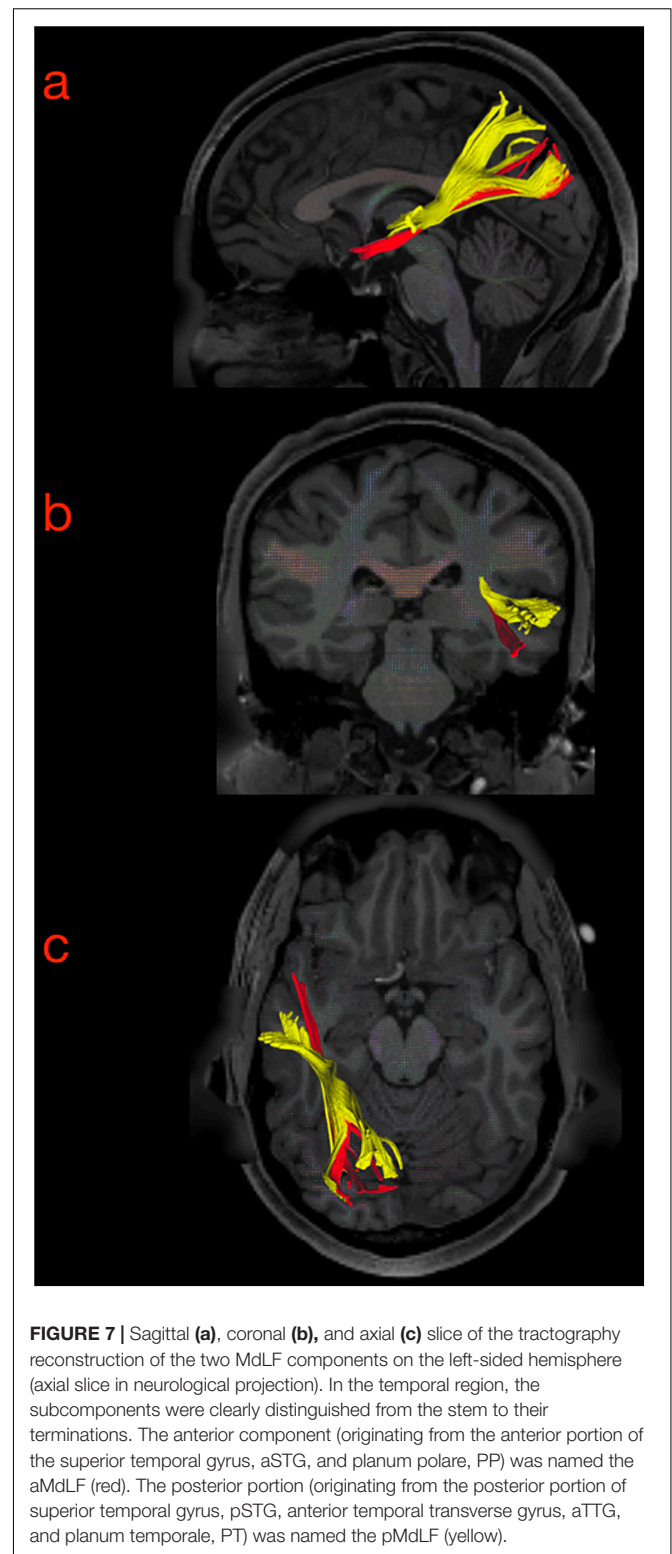 a
b
c
FIGURE 7 | Sagittal (a), coronal (b), and axial (c) slice of the tractography
reconstruction of the two MdLF components on the left-sided hemisphere
(axial slice in neurological projection). In the temporal region, the
subcomponents were clearly distinguished from the stem to their
terminations. The anterior component (originating from the anterior portion of
the superior temporal gyrus, aSTG, and planum polare, PP) was named the
aMdLF (red). The posterior portion (originating from the posterior portion of
superior temporal gyrus, pSTG, anterior temporal transverse gyrus, aTTG,
and planum temporale, PT) was named the pMdLF (yellow).